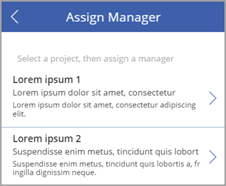 Assign Manager
Select a project, then assign a manager
Lorem ipsum 1
Lorem ipsum dolor sit amet, consectetur
Lorem ipsum dolor sit amet, consectetur adipiscing
elit.
Lorem ipsum 2
Suspendisse enim metus, tincidunt quis lobort
Suspendisse enim metus, tincidunt quis lobortis a, fr
ingilla dignissim neque.